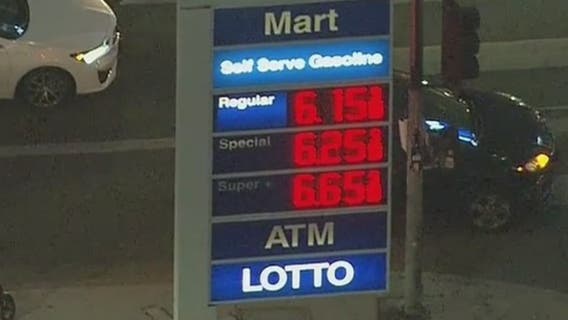 Mart
Self Serve Gasoline
Regular 6.15
Special 6.25
Super + 6.65
ATM
LOTTO